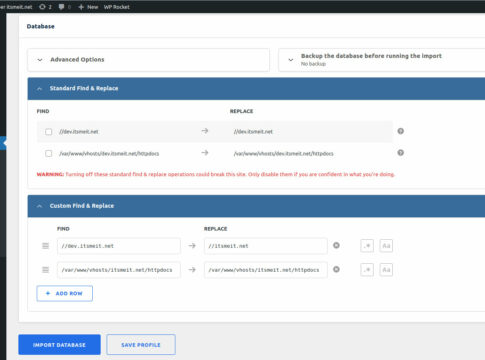 er itsmeit.net 2 0 + New WP Rocket
Database
Advanced Options
Backup the database before running the import
No backup
Standard Find & Replace
FIND REPLACE
//dev.itsmeit.net → //dev.itsmeit.net
/var/www/vhosts/dev.itsmeit.net/httpdocs → /var/www/vhosts/dev.itsmeit.net/httpdocs
WARNING: Turning off these standard find & replace operations could break this site. Only disable them if you are confident in what you're doing.
Custom Find & Replace
FIND REPLACE
//dev.itsmeit.net → //itsmeit.net .* Aa
/var/www/vhosts/itsmeit.net/httpdocs → /var/www/vhosts/itsmeit.net/httpdocs .* Aa
+ ADD ROW
IMPORT DATABASE SAVE PROFILE